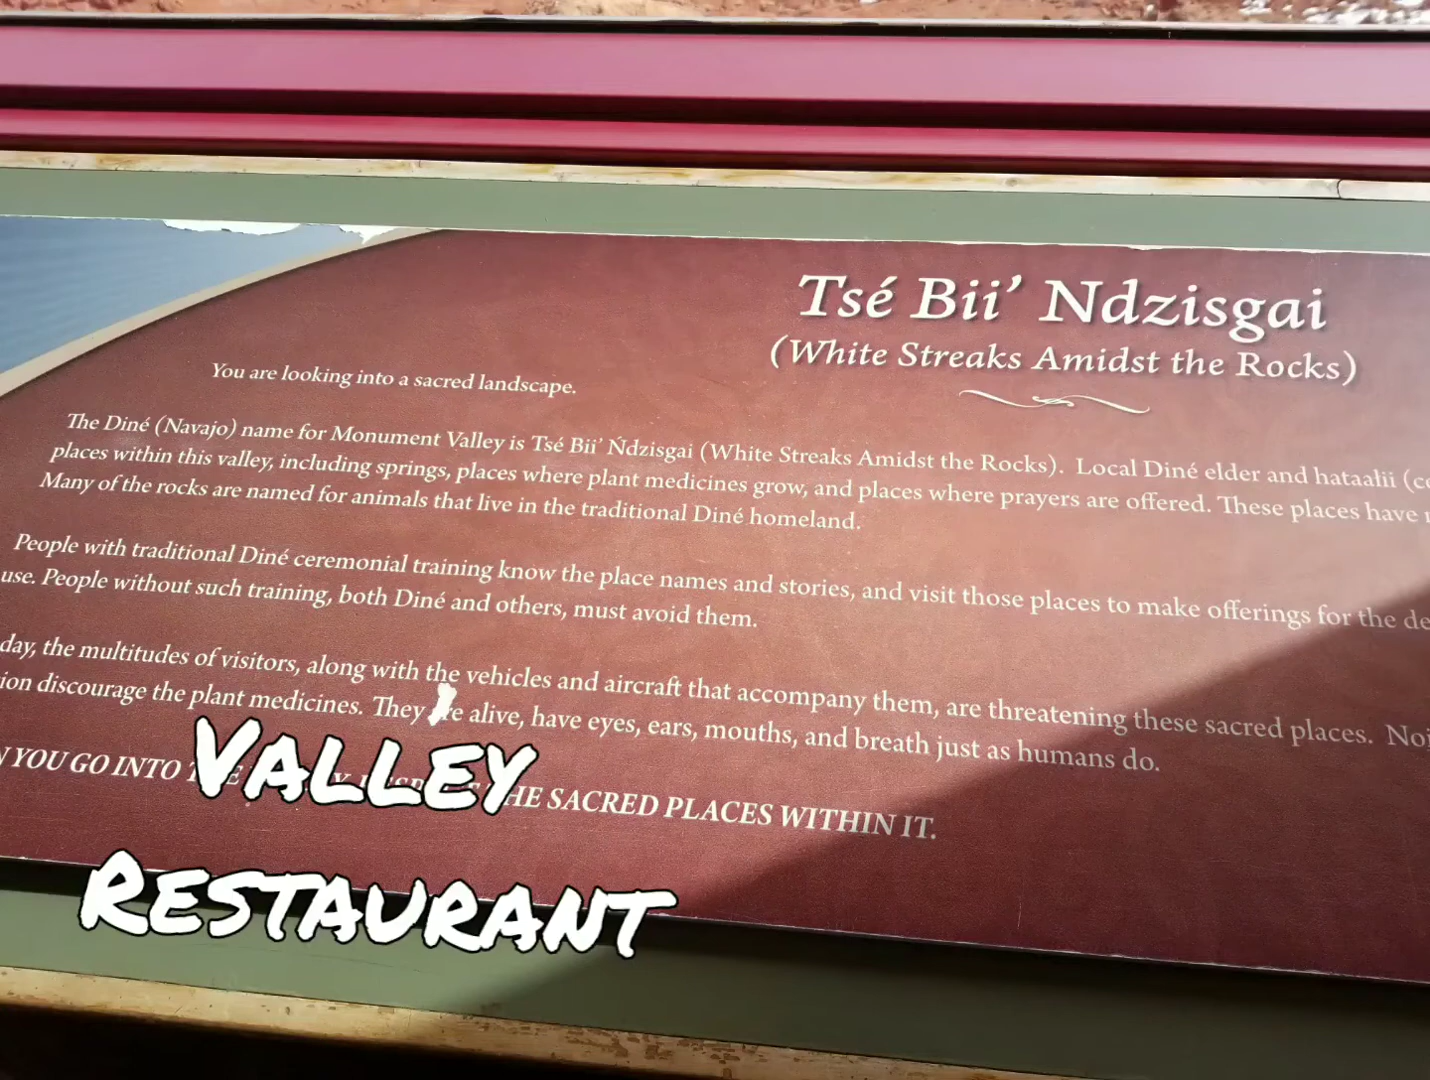 Tsé Bii' Ndzisgai
(White Streaks Amidst the Rocks)
You are looking into a sacred landscape.
The Diné (Navajo) name for Monument Valley is Tsé Bii' Ńdzisgai (White Streaks Amidst the Rocks). Local Diné elder and hataałii
places within this valley, including springs, places where plant medicines grow, and places where prayers are offered. These places have
Many of the rocks are named for animals that live in the traditional Diné homeland.
People with traditional Diné ceremonial training know the place names and stories, and visit those places to make offerings for the
use. People without such training, both Diné and others, must avoid them.
day, the multitudes of visitors, along with the vehicles and aircraft that accompany them, are threatening these sacred places.
ion discourage the plant medicines. They are alive, have eyes, ears, mouths, and breath just as humans do.
YOU GO INTO THE SACRED PLACES WITHIN IT.
Valley
Restaurant